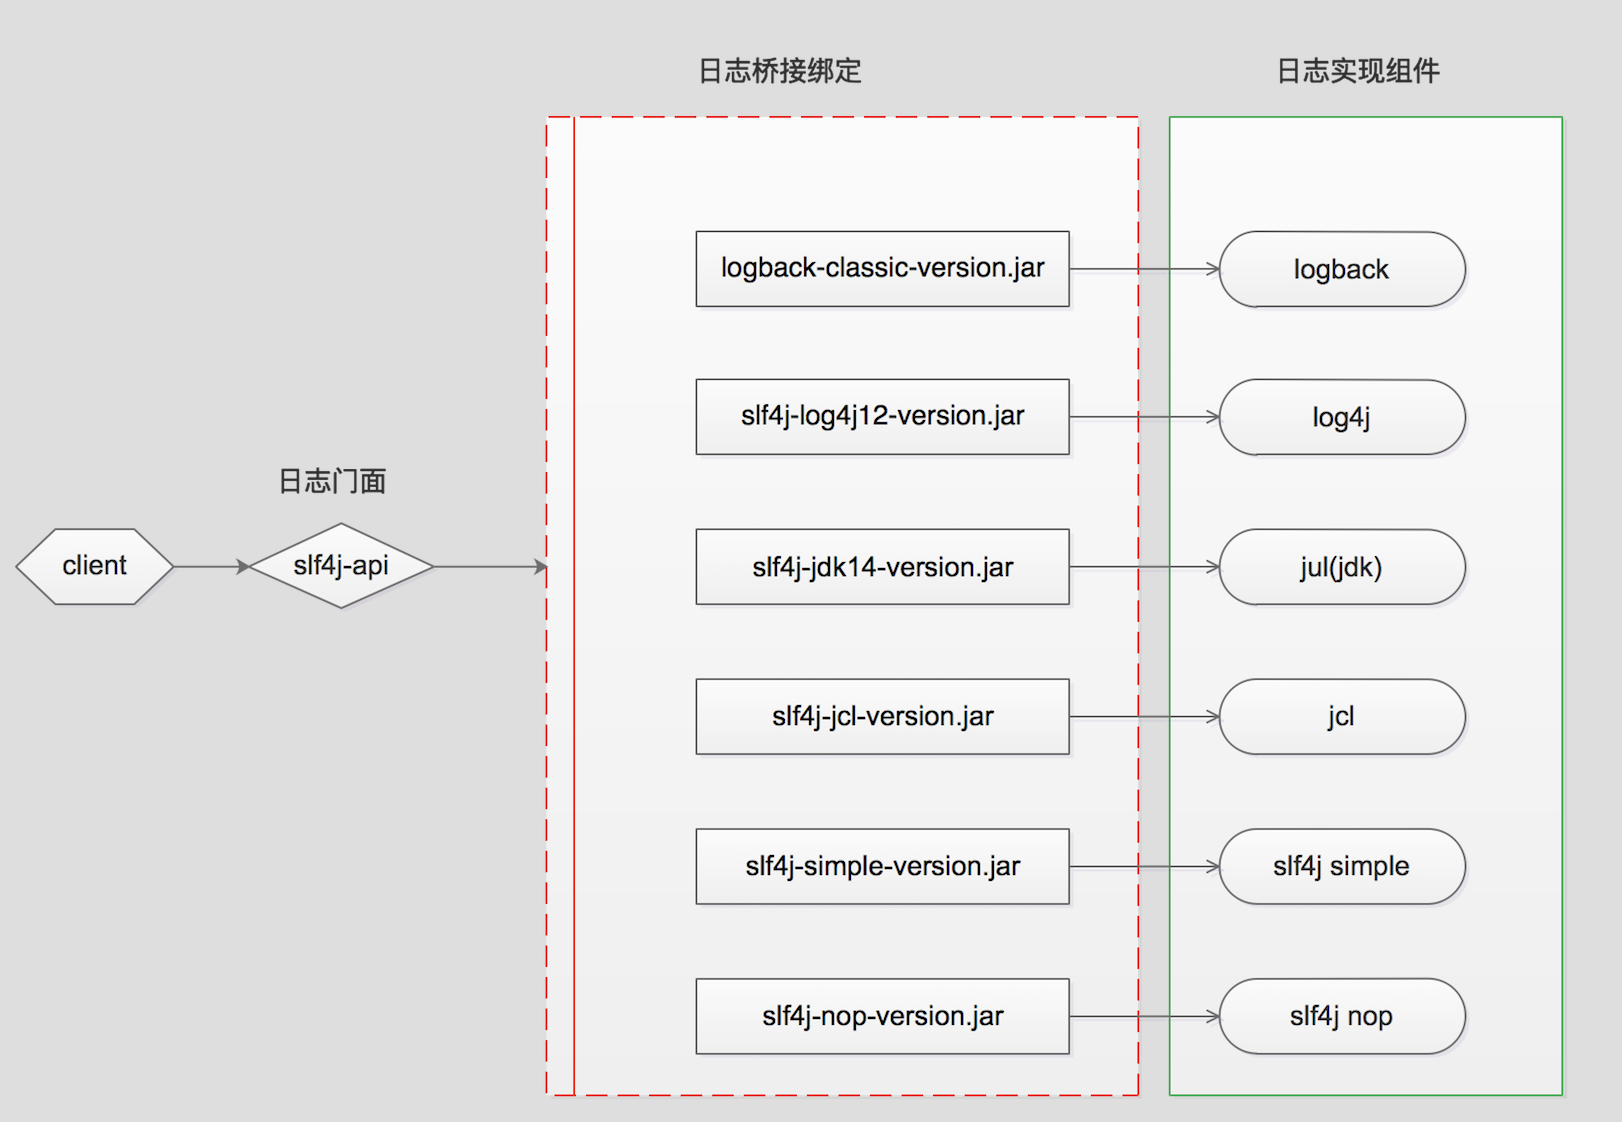 日志桥接绑定
日志实现组件
logback-classic-version.jar
logback
slf4j-log4j12-version.jar
log4j
日志门面
client
slf4j-api
slf4j-jdk14-version.jar
jul(jdk)
slf4j-jcl-version.jar
jcl
slf4j-simple-version.jar
slf4j simple
slf4j-nop-version.jar
slf4j nop